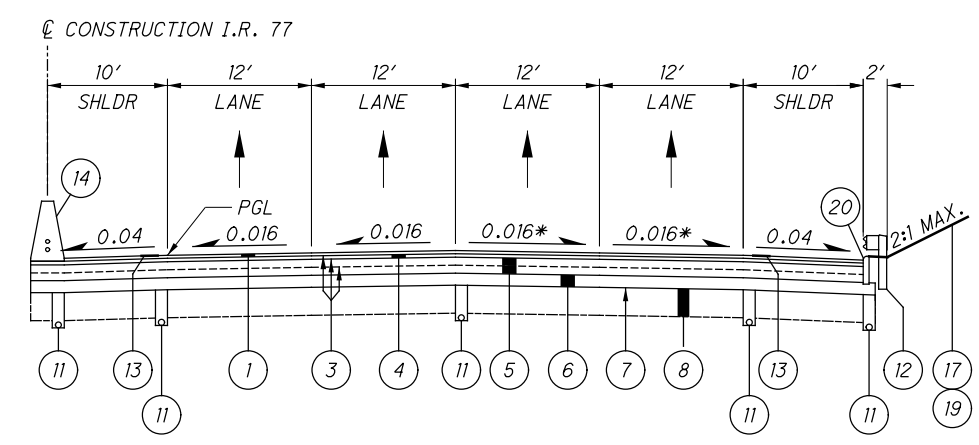 ℄ CONSTRUCTION I.R. 77
10' 12' 12' 12' 12' 10' 2'
SHLDR LANE LANE LANE LANE SHLDR
14 PGL 20
0.04 0.016 0.016 0.016* 0.016* 0.04 2:1 MAX.
11 13 1 3 4 11 5 6 7 8 13 12 17
11 11 11 19